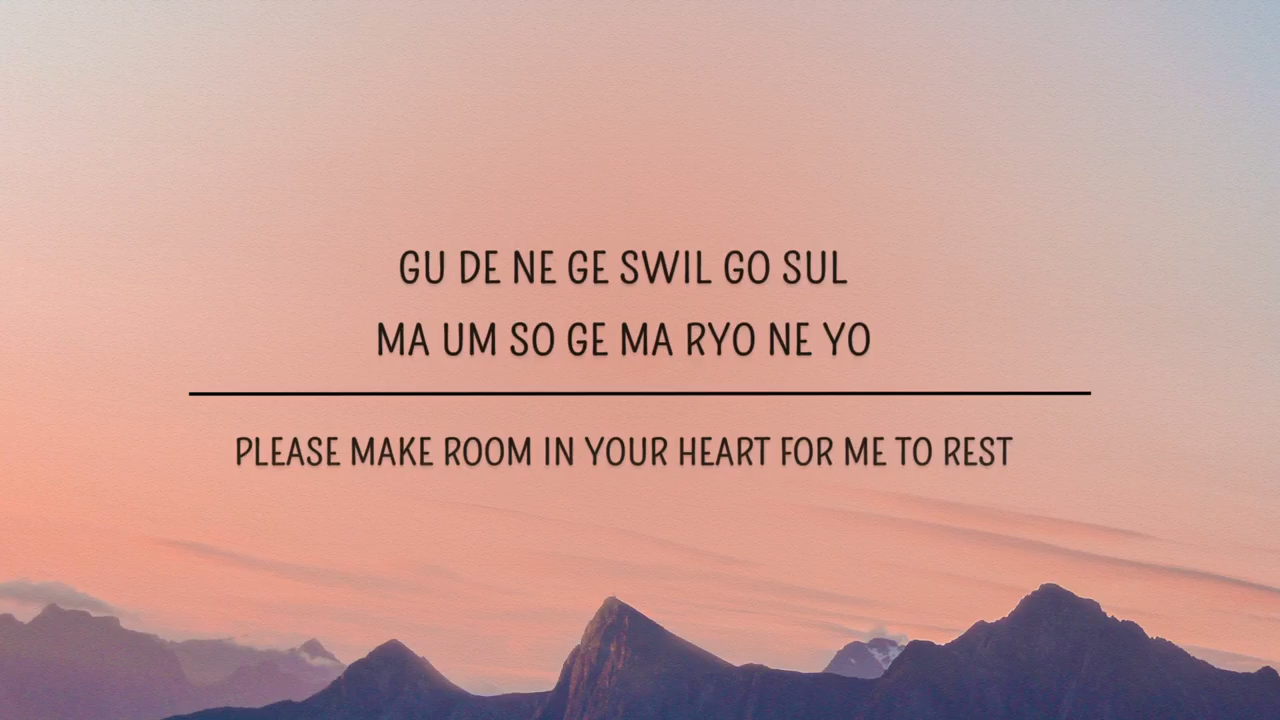 GU DE NE GE SWIL GO SUL
MA UM SO GE MA RYO NE YO
PLEASE MAKE ROOM IN YOUR HEART FOR ME TO REST